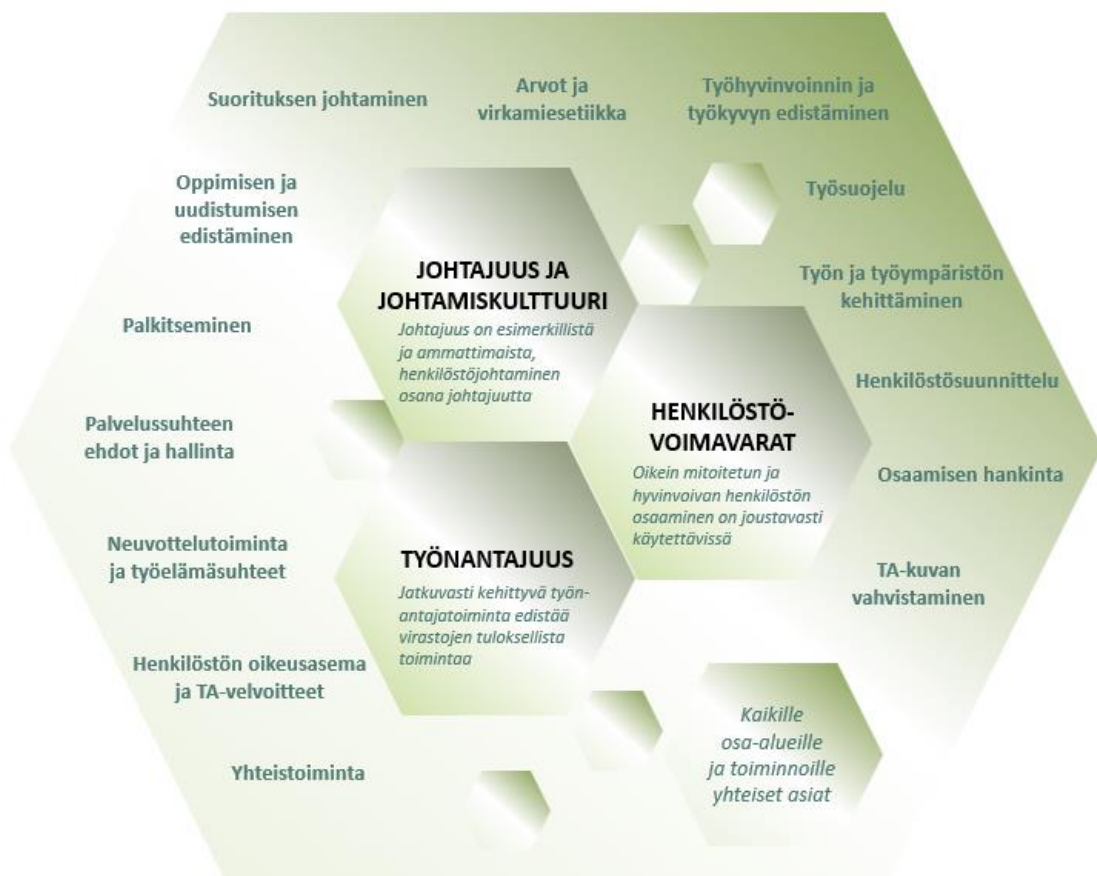 Suorituksen johtaminen
Arvot ja
virkamiesetiikka
Työhyvinvoinnin ja
työkyvyn edistäminen
Oppimisen ja
uudistumisen
edistäminen
Työsuojelu
JOHTAJUUS JA
JOHTAMISKULTTUURI
Johtajuus on esimerkillistä
ja ammattimaista,
henkilöstöjohtaminen
osana johtajuutta
Työn ja työympäristön
kehittäminen
Palkitseminen
Henkilöstösuunnittelu
HENKILÖSTÖ-
VOIMAVARAT
Oikein mitoitetun ja
hyvinvoivan henkilöstön
osaaminen on joustavasti
käytettävissä
Palvelussuhteen
ehdot ja hallinta
Osaamisen hankinta
Neuvottelutoiminta
ja työelämäsuhteet
TYÖNANTAJUUS
Jatkuvasti kehittyvä työn-
antajatoiminta edistää
virastojen tuloksellista
toimintaa
TA-kuvan
vahvistaminen
Henkilöstön oikeusasema
ja TA-velvoitteet
Kaikille
osa-alueille
ja toiminnoille
yhteiset asiat
Yhteistoiminta